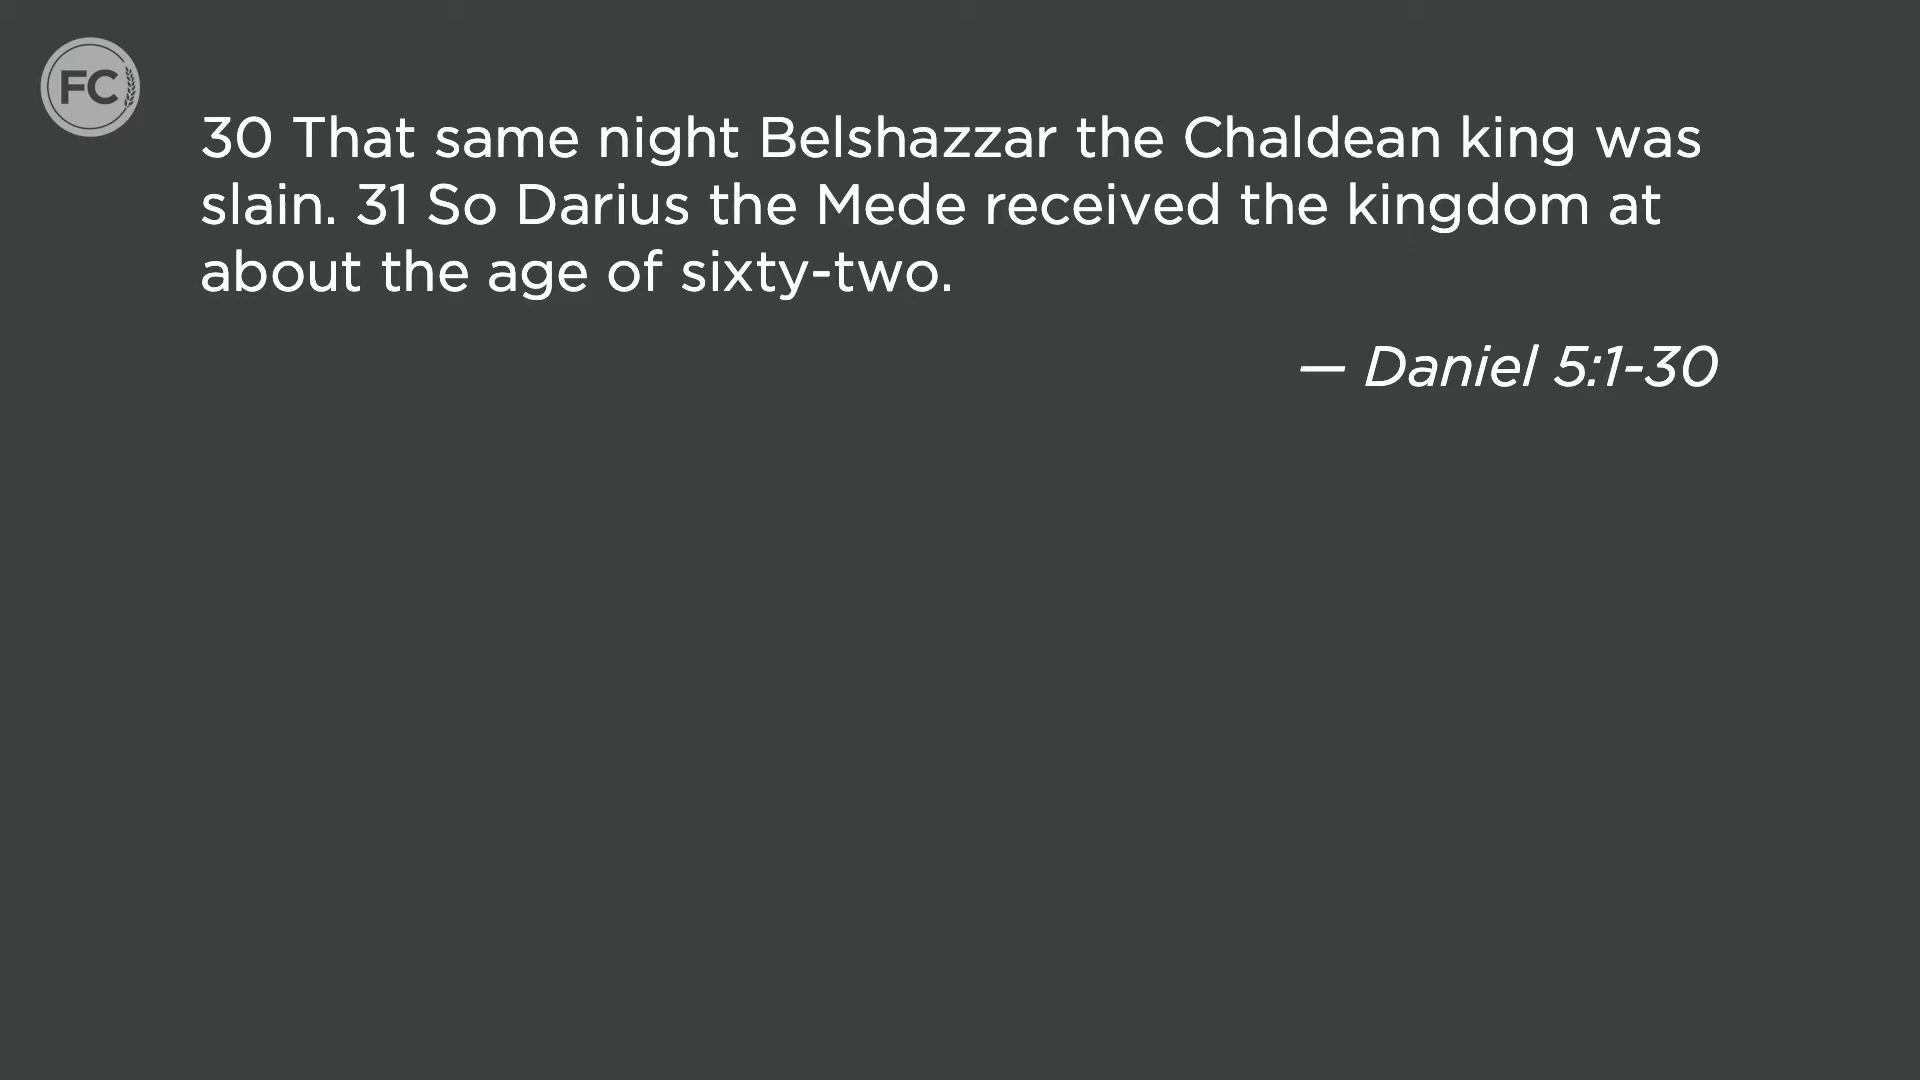 FC
30 That same night Belshazzar the Chaldean king was
slain. 31 So Darius the Mede received the kingdom at
about the age of sixty-two.
— Daniel 5:1-30